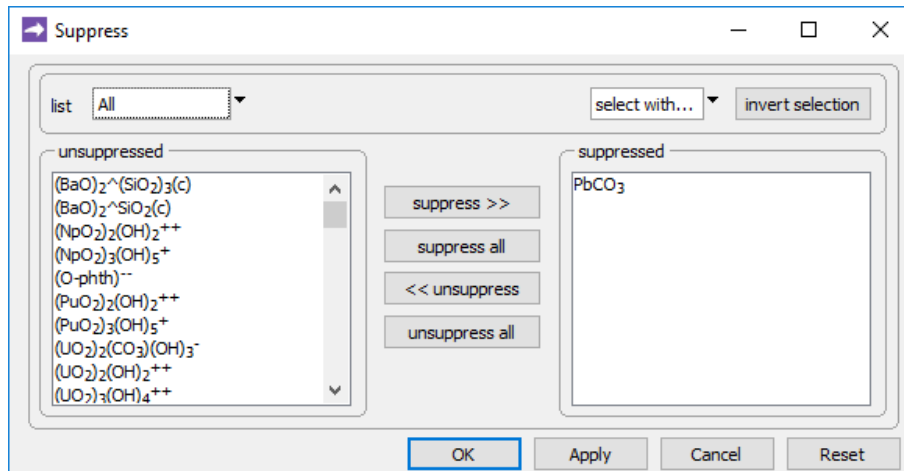 Suppress
list All select with... invert selection
unsuppressed
suppressed
(BaO)₂^(SiO₂)₃(c)
(BaO)₂^SiO₂(c)
(NpO₂)₂(OH)₂⁺⁺
(NpO₂)₃(OH)₅⁺
(O-phth)⁻⁻
(PuO₂)₂(OH)₂⁺⁺
(PuO₂)₃(OH)₅⁺
(UO₂)₂(CO₃)(OH)₃⁻
(UO₂)₂(OH)₂⁺⁺
(UO₂)₃(OH)₄⁺⁺
suppress >>
suppress all
<< unsuppress
unsuppress all
PbCO₃
OK Apply Cancel Reset